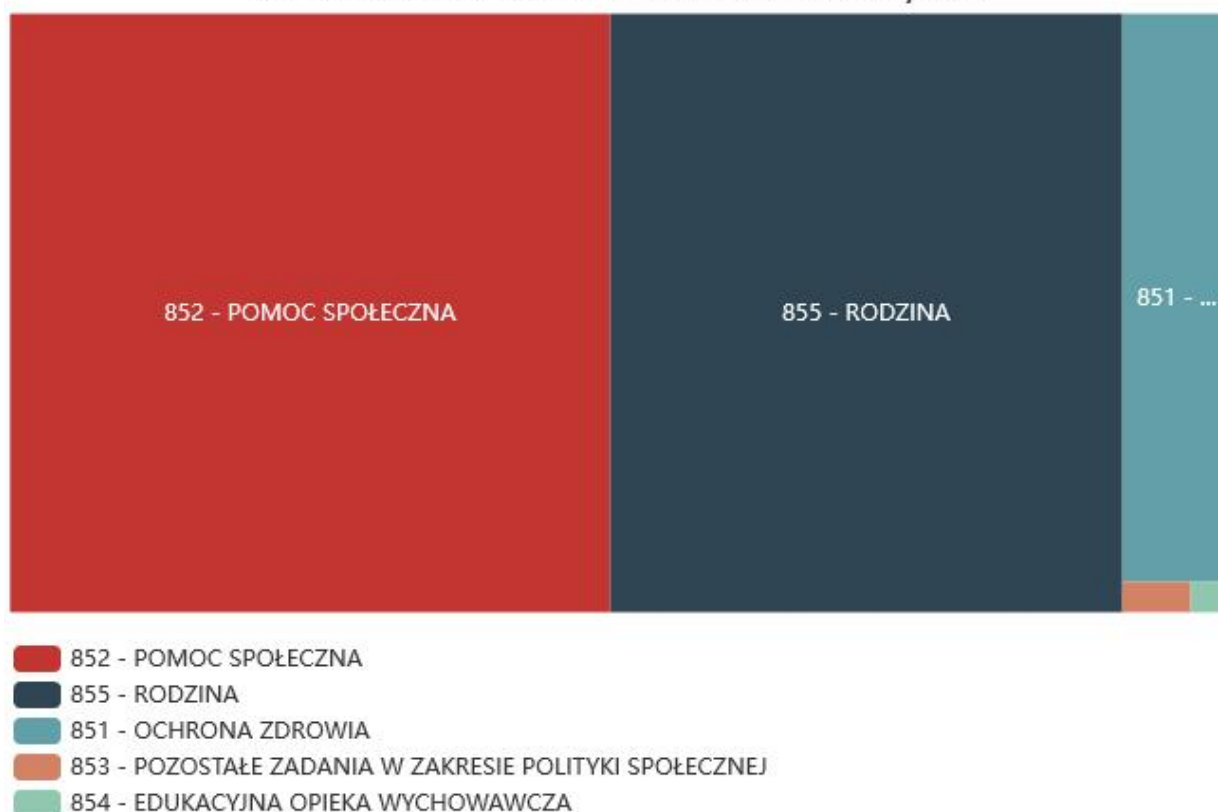 852 - POMOC SPOŁECZNA
855 - RODZINA
851 - ...
852 - POMOC SPOŁECZNA
855 - RODZINA
851 - OCHRONA ZDROWIA
853 - POZOSTAŁE ZADANIA W ZAKRESIE POLITYKI SPOŁECZNEJ
854 - EDUKACYJNA OPIEKA WYCHOWAWCZA